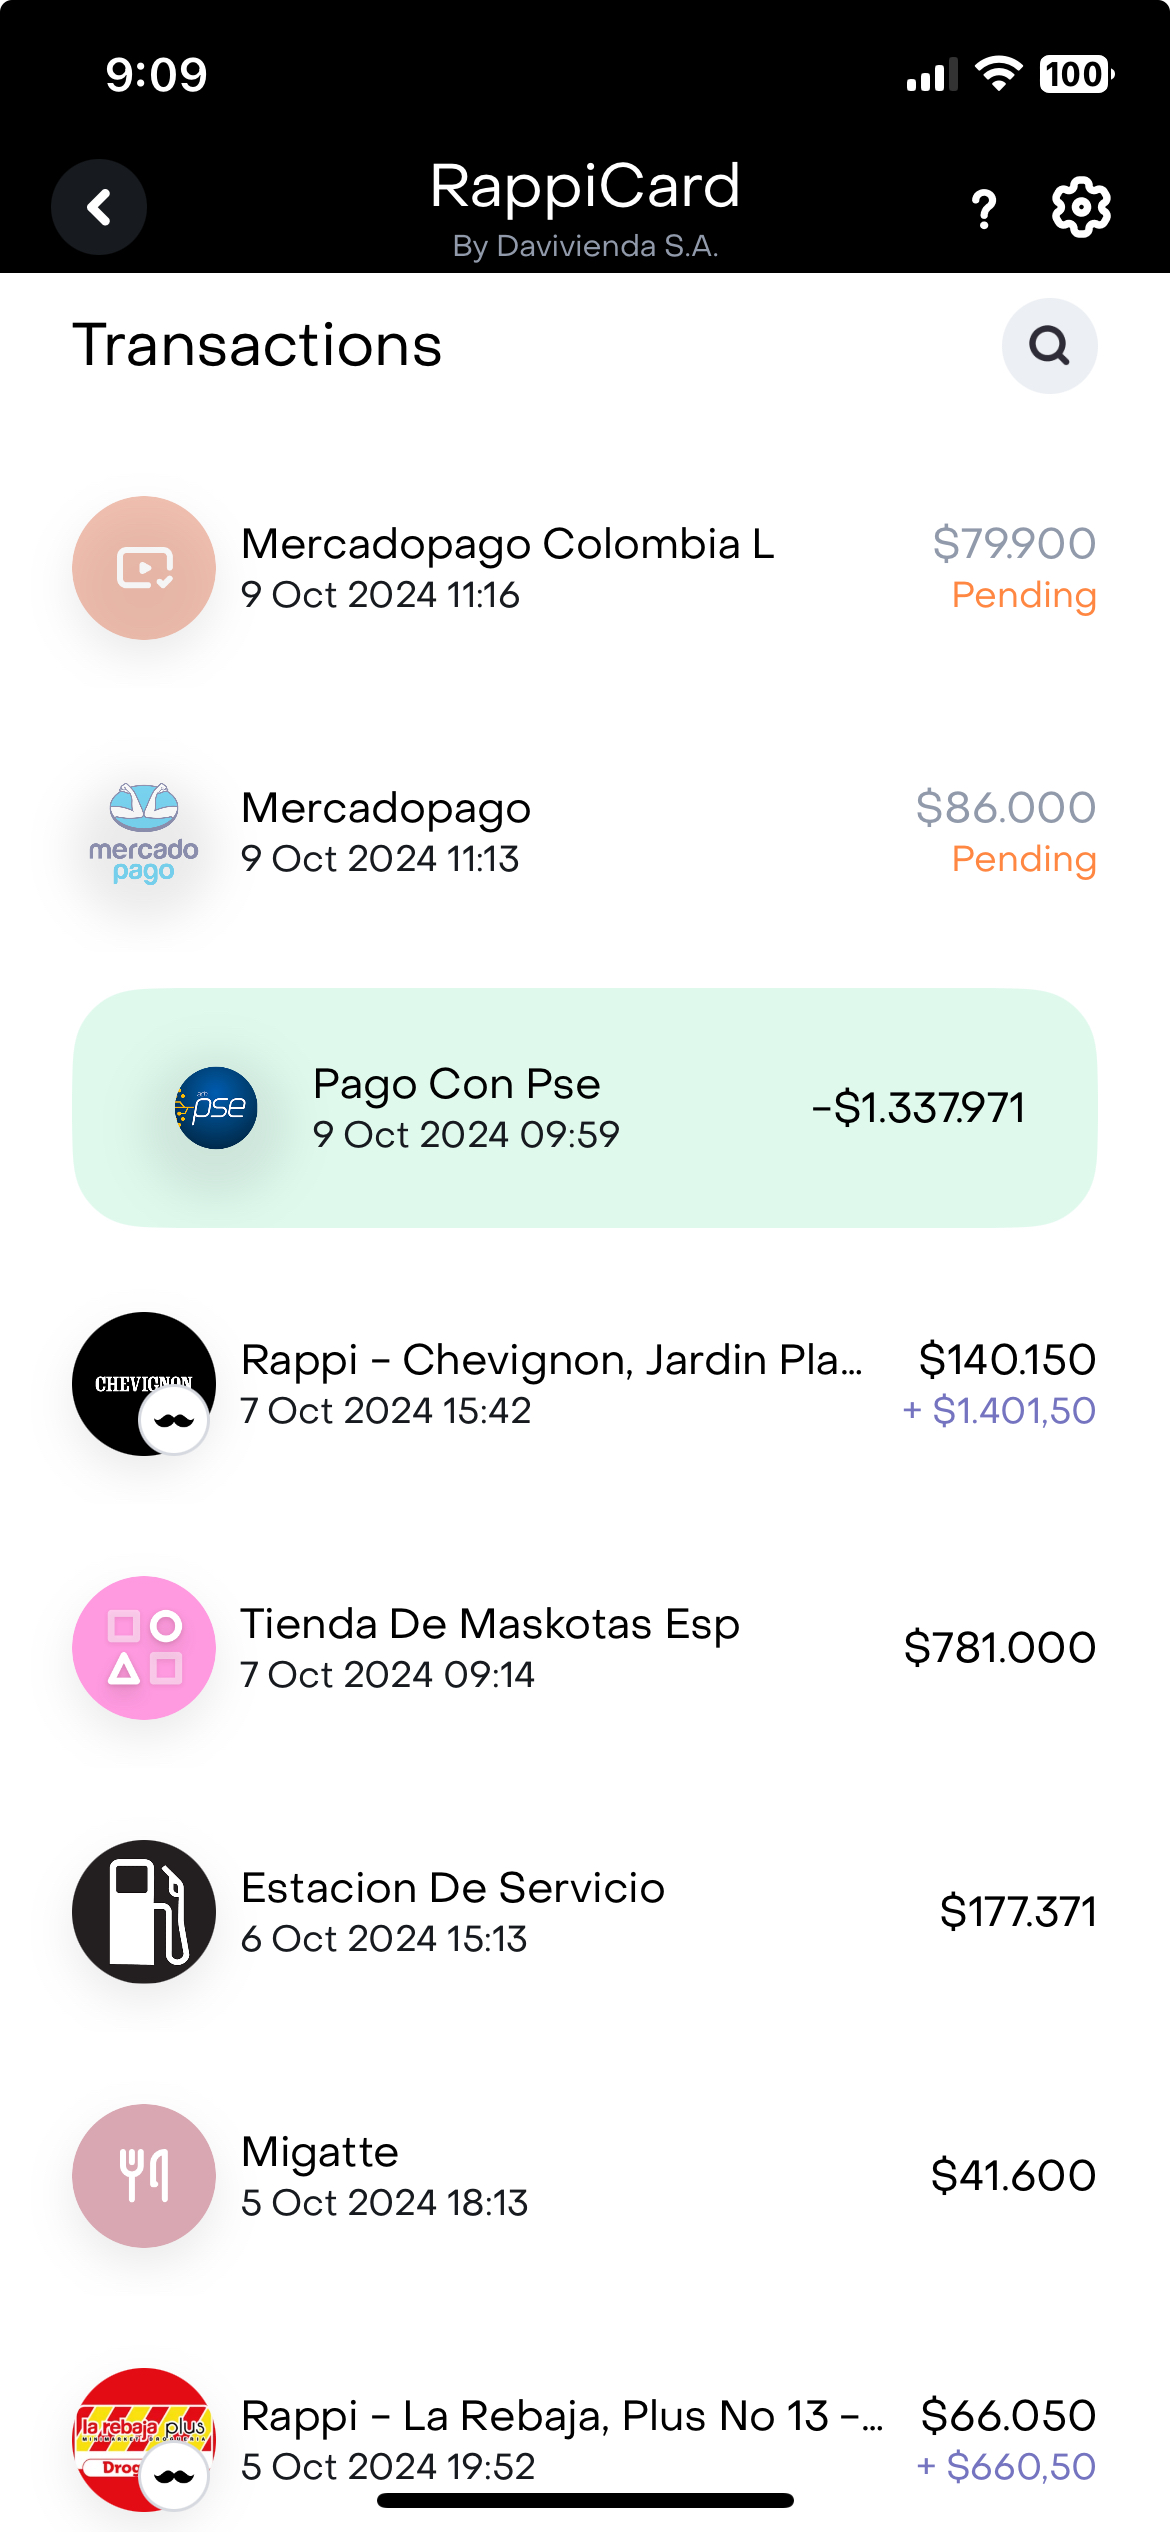 9:09
100
RappiCard
?
By Davivienda S.A.
Transactions
Mercadopago Colombia L
$79.900
9 Oct 2024 11:16
Pending
Mercadopago
$86.000
9 Oct 2024 11:13
Pending
mercado
pago
Pago Con Pse
-$1.337.971
9 Oct 2024 09:59
pse
Rappi - Chevignon, Jardin Pla...
$140.150
7 Oct 2024 15:42
+ $1.401,50
CHEVIGNON
Tienda De Maskotas Esp
$781.000
7 Oct 2024 09:14
Estacion De Servicio
$177.371
6 Oct 2024 15:13
Migatte
$41.600
5 Oct 2024 18:13
Rappi - La Rebaja, Plus No 13 -...
$66.050
5 Oct 2024 19:52
+ $660,50
la rebaja plus
MINIMARKET DROGUERIA
Drog